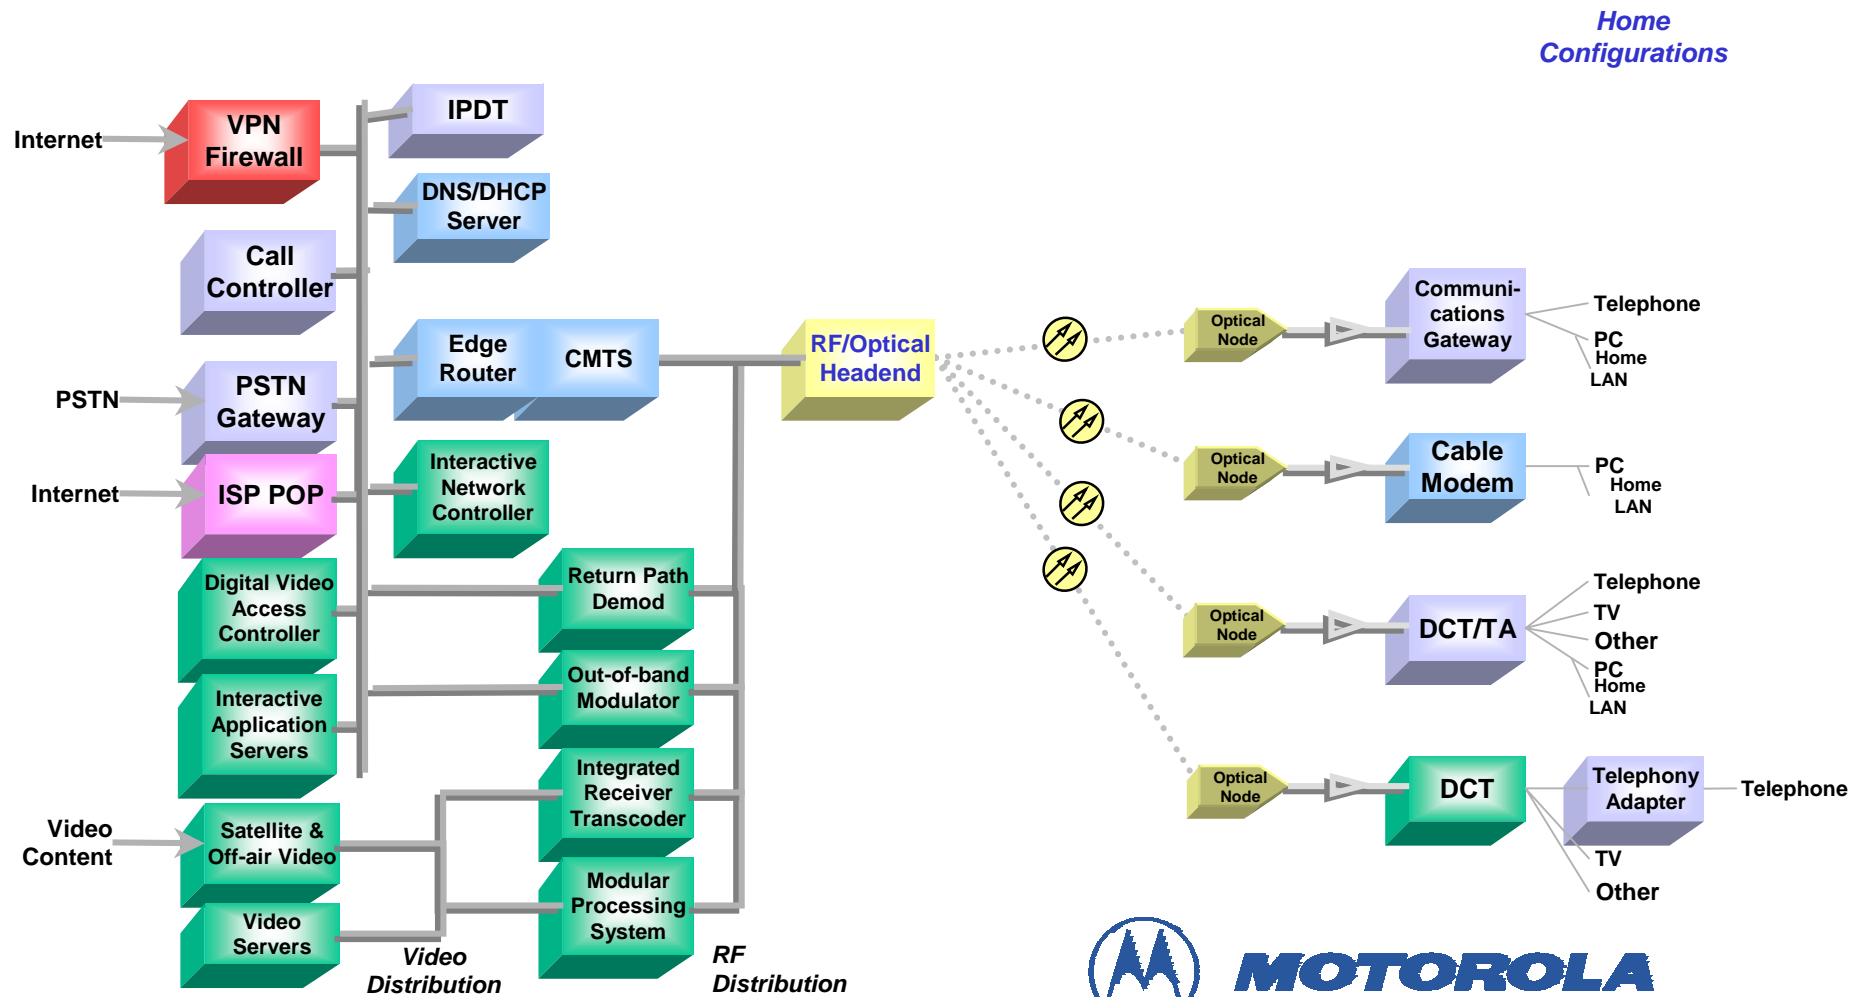 Home
Configurations
Internet
VPN
Firewall
IPDT
DNS/DHCP
Server
Call
Controller
Edge
Router
CMTS
RF/Optical
Headend
PSTN
PSTN
Gateway
Internet
ISP POP
Interactive
Network
Controller
Digital Video
Access
Controller
Return Path
Demod
Interactive
Application
Servers
Out-of-band
Modulator
Integrated
Receiver
Transcoder
Video
Content
Satellite &
Off-air Video
Modular
Processing
System
Video
Servers
Video
Distribution
RF
Distribution
Optical
Node
Communi-
cations
Gateway
Telephone
PC
Home
LAN
Optical
Node
Cable
Modem
PC
Home
LAN
Optical
Node
DCT/TA
Telephone
TV
Other
PC
Home
LAN
Optical
Node
DCT
Telephony
Adapter
Telephone
TV
Other
MOTOROLA